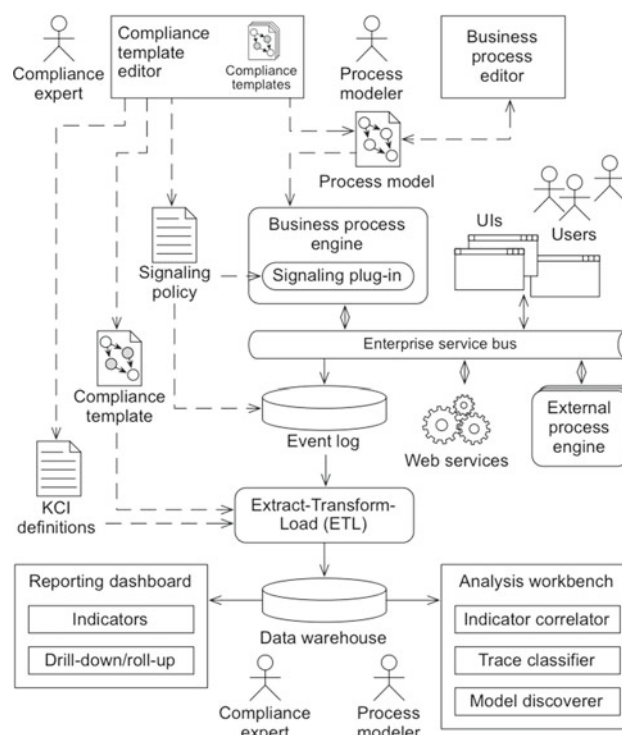 Compliance
expert
Compliance
template
editor
Compliance
templates
Process
modeler
Business
process
editor
Process model
UIs
Users
Signaling
policy
Business process
engine
Signaling plug-in
Enterprise service bus
Compliance
template
Event log
Web services
External
process
engine
KCI
definitions
Extract-Transform-
Load (ETL)
Reporting dashboard
Indicators
Drill-down/roll-up
Data warehouse
Analysis workbench
Indicator correlator
Trace classifier
Model discoverer
Compliance
expert
Process
modeler